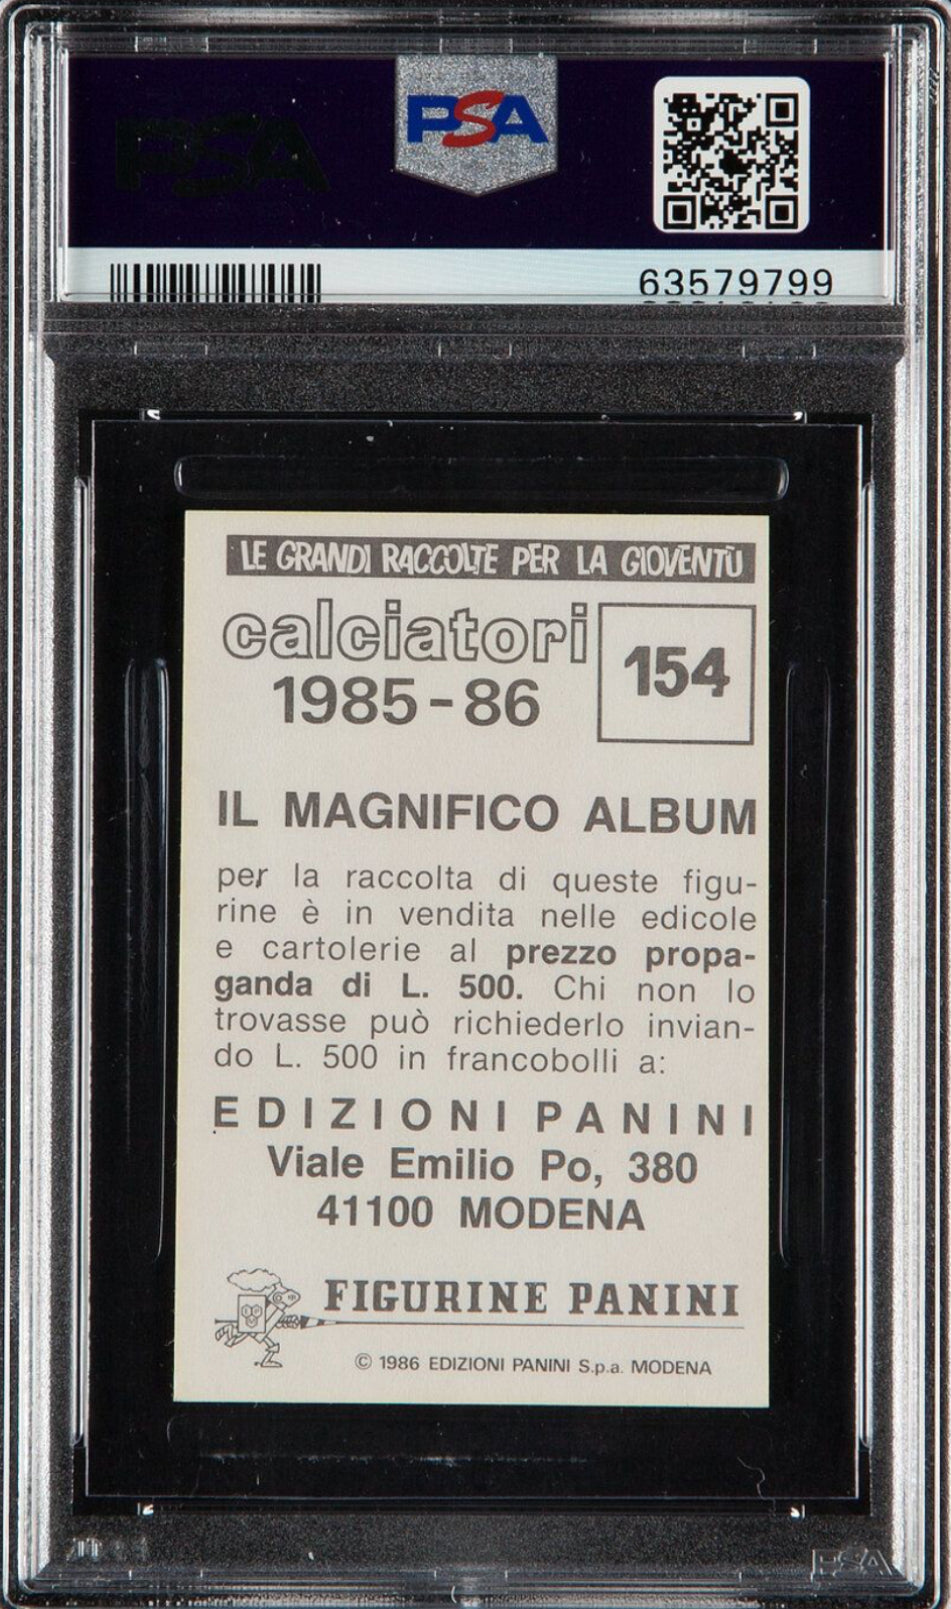 PSA
PSA
63579799
LE GRANDI RACCOLTE PER LA GIOVENTÙ
calciatori
1985-86
154
IL MAGNIFICO ALBUM
per la raccolta di queste figu-
rine è in vendita nelle edicole
e cartolerie al prezzo propa-
ganda di L. 500. Chi non lo
trovasse può richiederlo invian-
do L. 500 in francobolli a:
EDIZIONI PANINI
Viale Emilio Po, 380
41100 MODENA
FIGURINE PANINI
© 1986 EDIZIONI PANINI S.p.a. MODENA
PSA